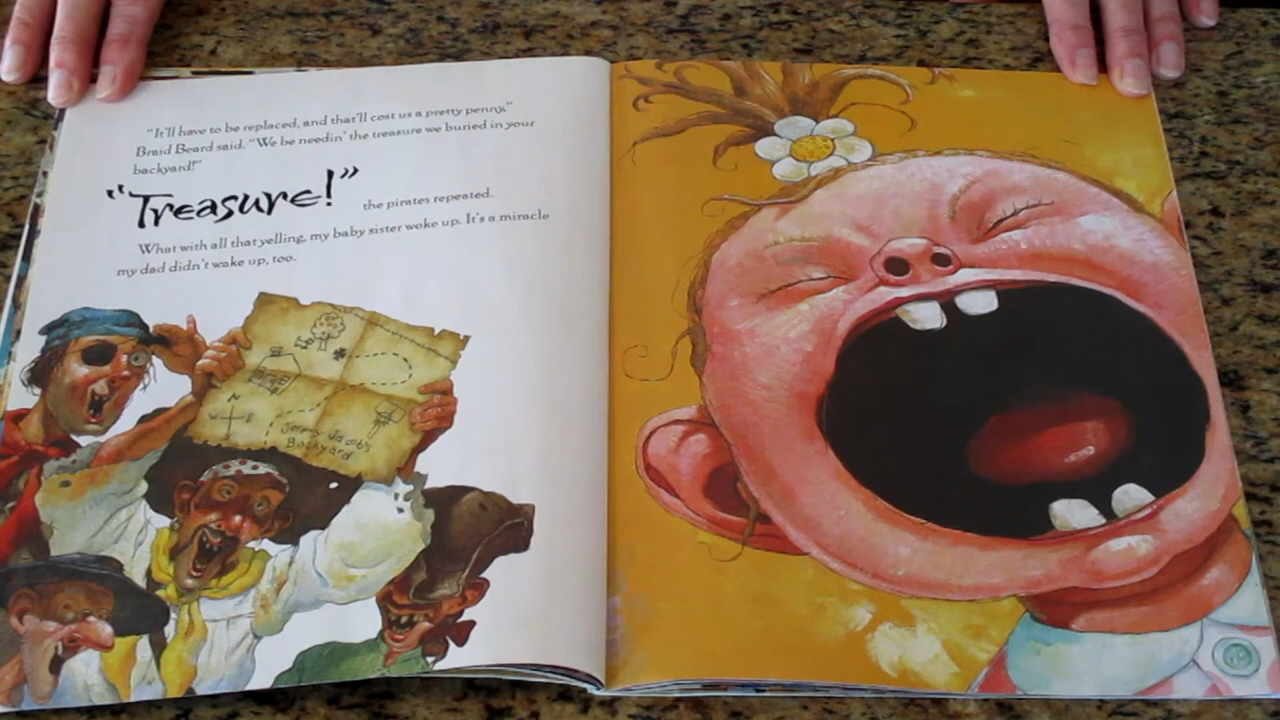 "It'll have to be replaced, and that'll cost us a pretty penny,"
Braid Beard said. "We be needin' the treasure we buried in your
backyard!"
"Treasure!" the pirates repeated.
What with all that yelling, my baby sister woke up. It's a miracle
my dad didn't wake up, too.
N
W E
S
Jeremy Jacob's
Backyard